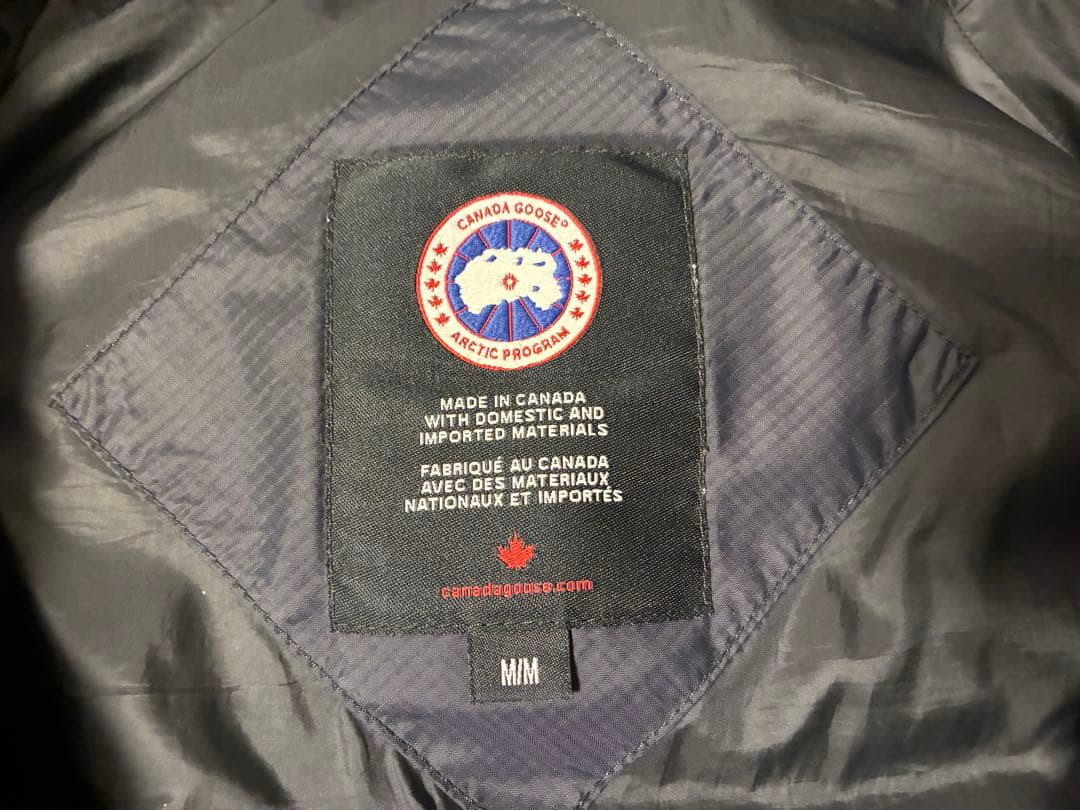 CANADA GOOSE®
ARCTIC PROGRAM
MADE IN CANADA
WITH DOMESTIC AND
IMPORTED MATERIALS
FABRIQUÉ AU CANADA
AVEC DES MATERIAUX
NATIONAUX ET IMPORTÉS
canadagoose.com
M/M